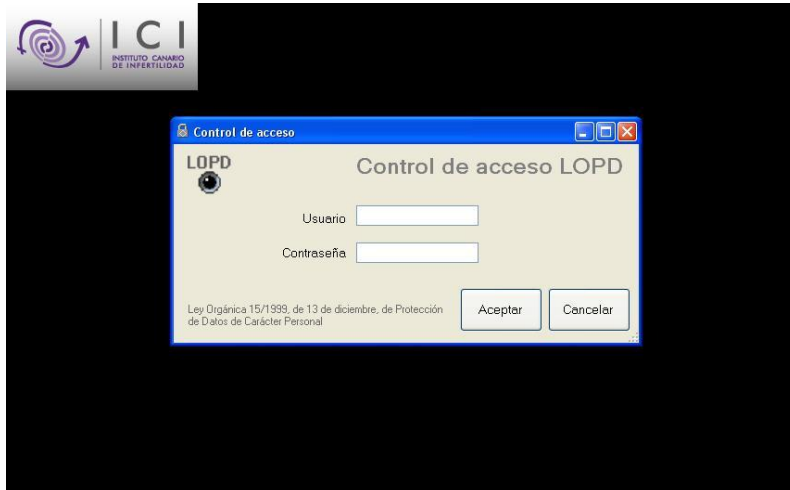 ICI
INSTITUTO CANARIO
DE INFERTILIDAD
Control de acceso
LOPD
Control de acceso LOPD
Usuario
Contraseña
Ley Orgánica 15/1999, de 13 de diciembre, de Protección
de Datos de Carácter Personal
Aceptar
Cancelar